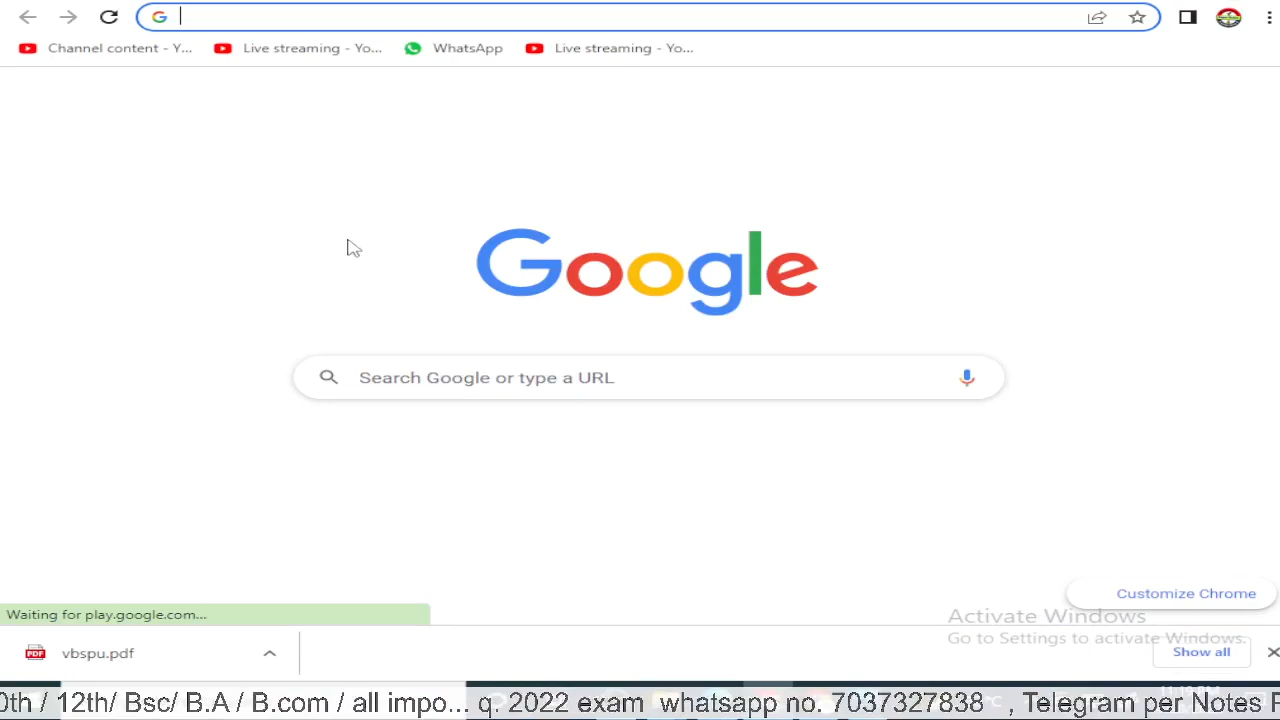 Channel content - Y... Live streaming - Yo... WhatsApp Live streaming - Yo...
Google
Search Google or type a URL
Customize Chrome
Waiting for play.google.com...
Activate Windows
Go to Settings to activate Windows.
PDF vbspu.pdf
Show all
0th / 12th/ Bsc/ B.A / B.com / all impo... q. 2022 exam whatsapp no. 7037327838 , Telegram per Notes